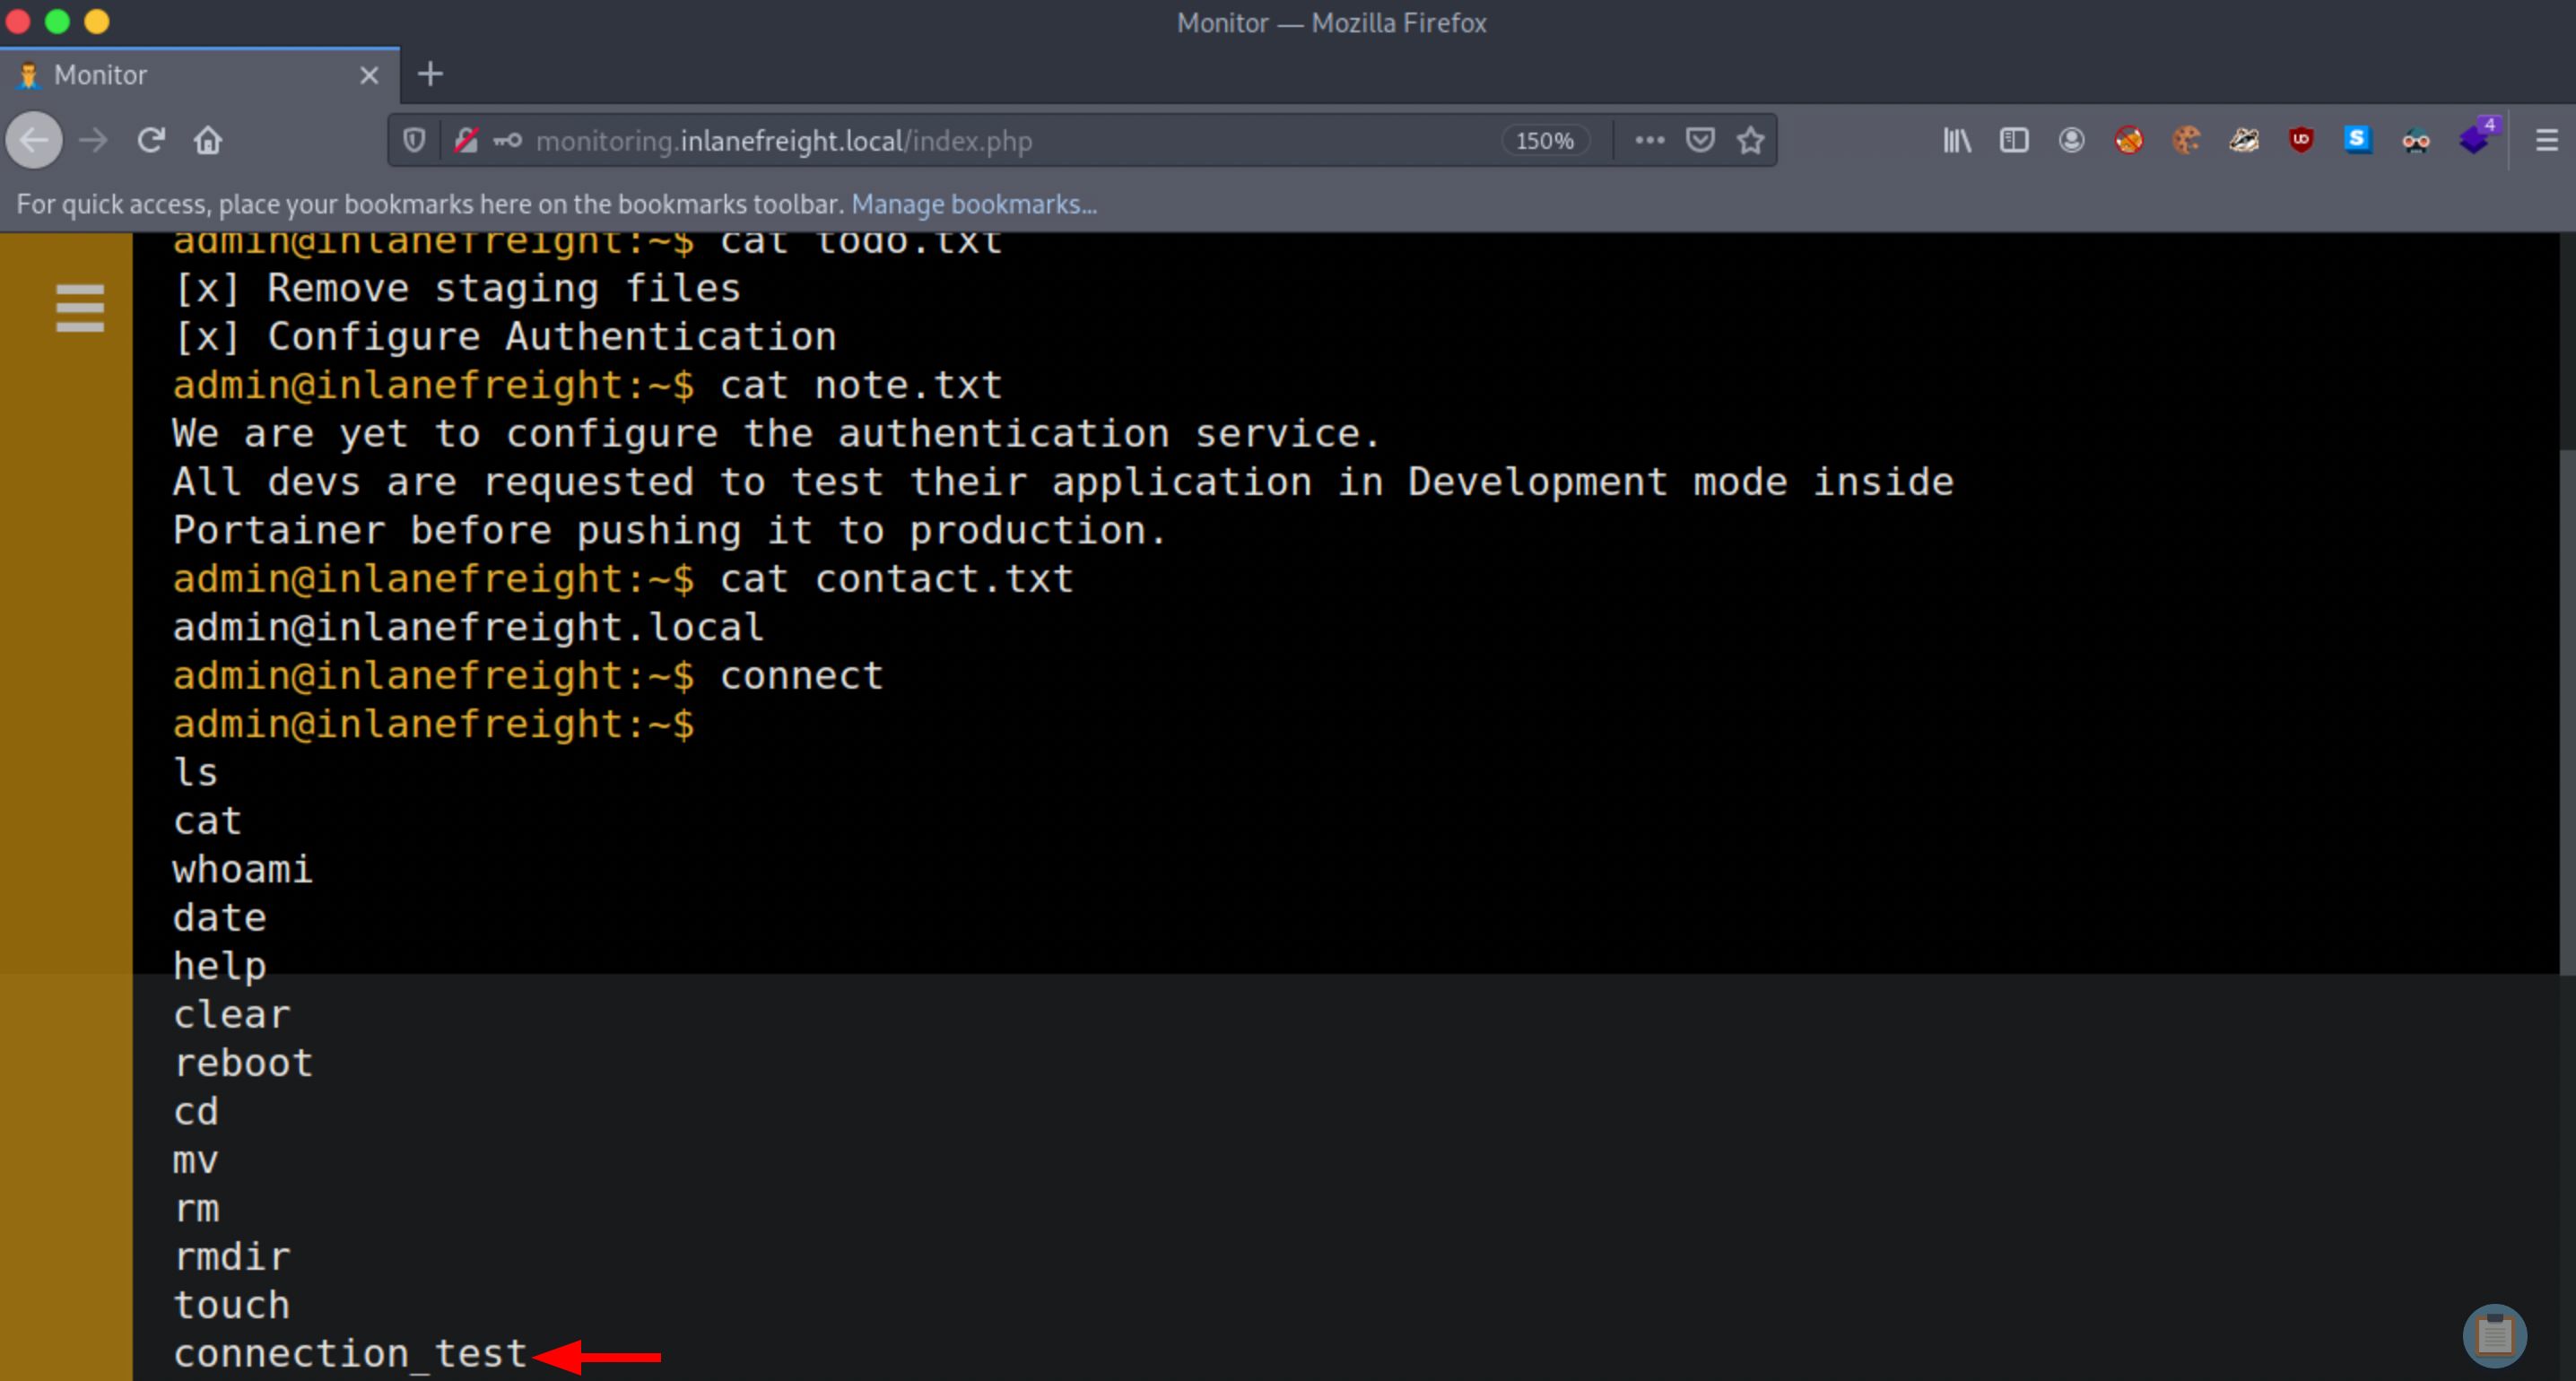 Monitor — Mozilla Firefox
Monitor
monitoring.inlanefreight.local/index.php
150%
4
For quick access, place your bookmarks here on the bookmarks toolbar. Manage bookmarks...
admin@inlanefreight:~$ cat todo.txt
[x] Remove staging files
[x] Configure Authentication
admin@inlanefreight:~$ cat note.txt
We are yet to configure the authentication service.
All devs are requested to test their application in Development mode inside
Portainer before pushing it to production.
admin@inlanefreight:~$ cat contact.txt
admin@inlanefreight.local
admin@inlanefreight:~$ connect
admin@inlanefreight:~$
ls
cat
whoami
date
help
clear
reboot
cd
mv
rm
rmdir
touch
connection_test